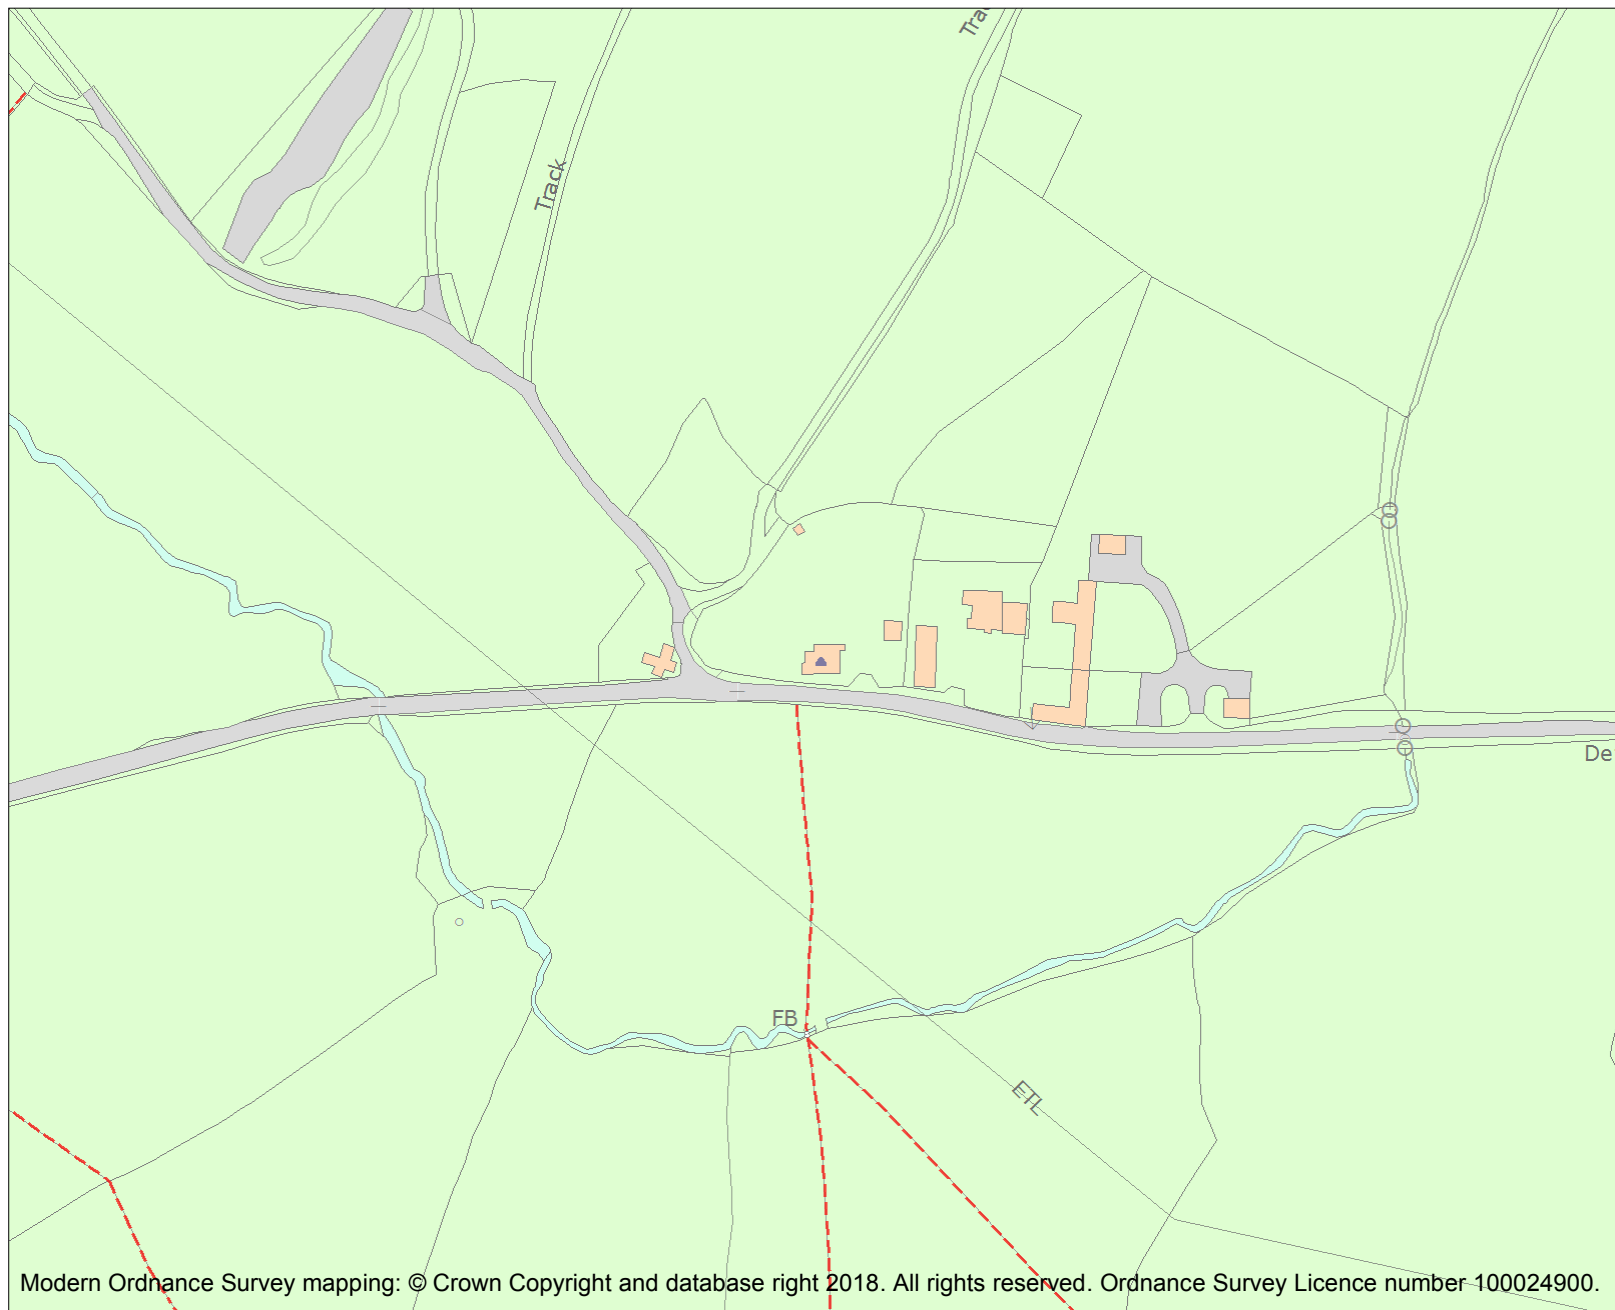 Track
De
FB
ETL
Modern Ordnance Survey mapping: © Crown Copyright and database right 2018. All rights reserved. Ordnance Survey Licence number 100024900.